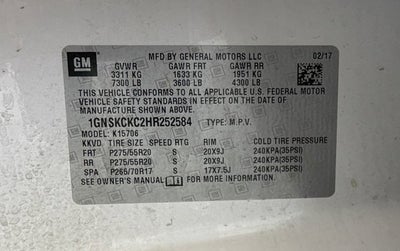 GM
MFD BY GENERAL MOTORS LLC 02/17
GVWR GAWR FRT GAWR RR
3311 KG 1633 KG 1951 KG
7300 LB 3600 LB 4300 LB
THIS VEHICLE CONFORMS TO ALL APPLICABLE U.S.
FEDERAL MOTOR VEHICLE SAFETY AND THEFT PREVENTION
STANDARDS IN EFFECT ON THE DATE OF
MANUFACTURE SHOWN ABOVE.
1GNSKCKC2HR252584 TYPE: M.P.V.
MODEL: K15706
KKVD TIRE SIZE SPEED RTG RIM COLD TIRE PRESSURE
FRT P275/55R20 S 20X9J 240KPA(35PSI)
RR P275/55R20 S 20X9J 240KPA(35PSI)
SPA P265/70R17 S 17X7.5J 240KPA(35PSI)
SEE OWNER'S MANUAL FOR MORE INFORMATION.